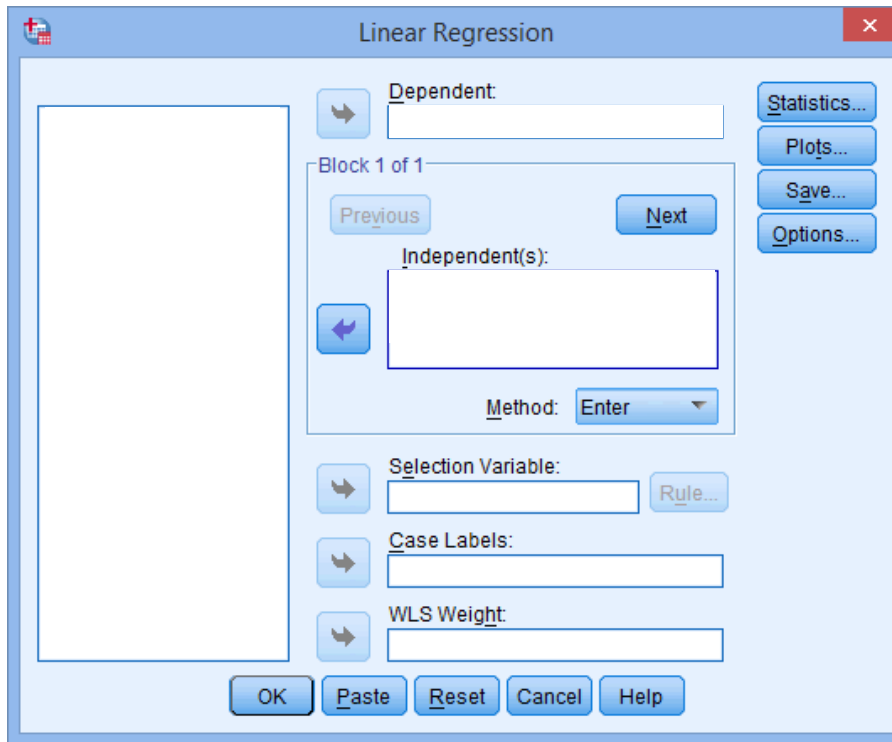 Linear Regression
Dependent:
Statistics...
Plots...
Save...
Options...
Block 1 of 1
Previous
Next
Independent(s):
Method: Enter
Selection Variable:
Rule...
Case Labels:
WLS Weight:
OK Paste Reset Cancel Help